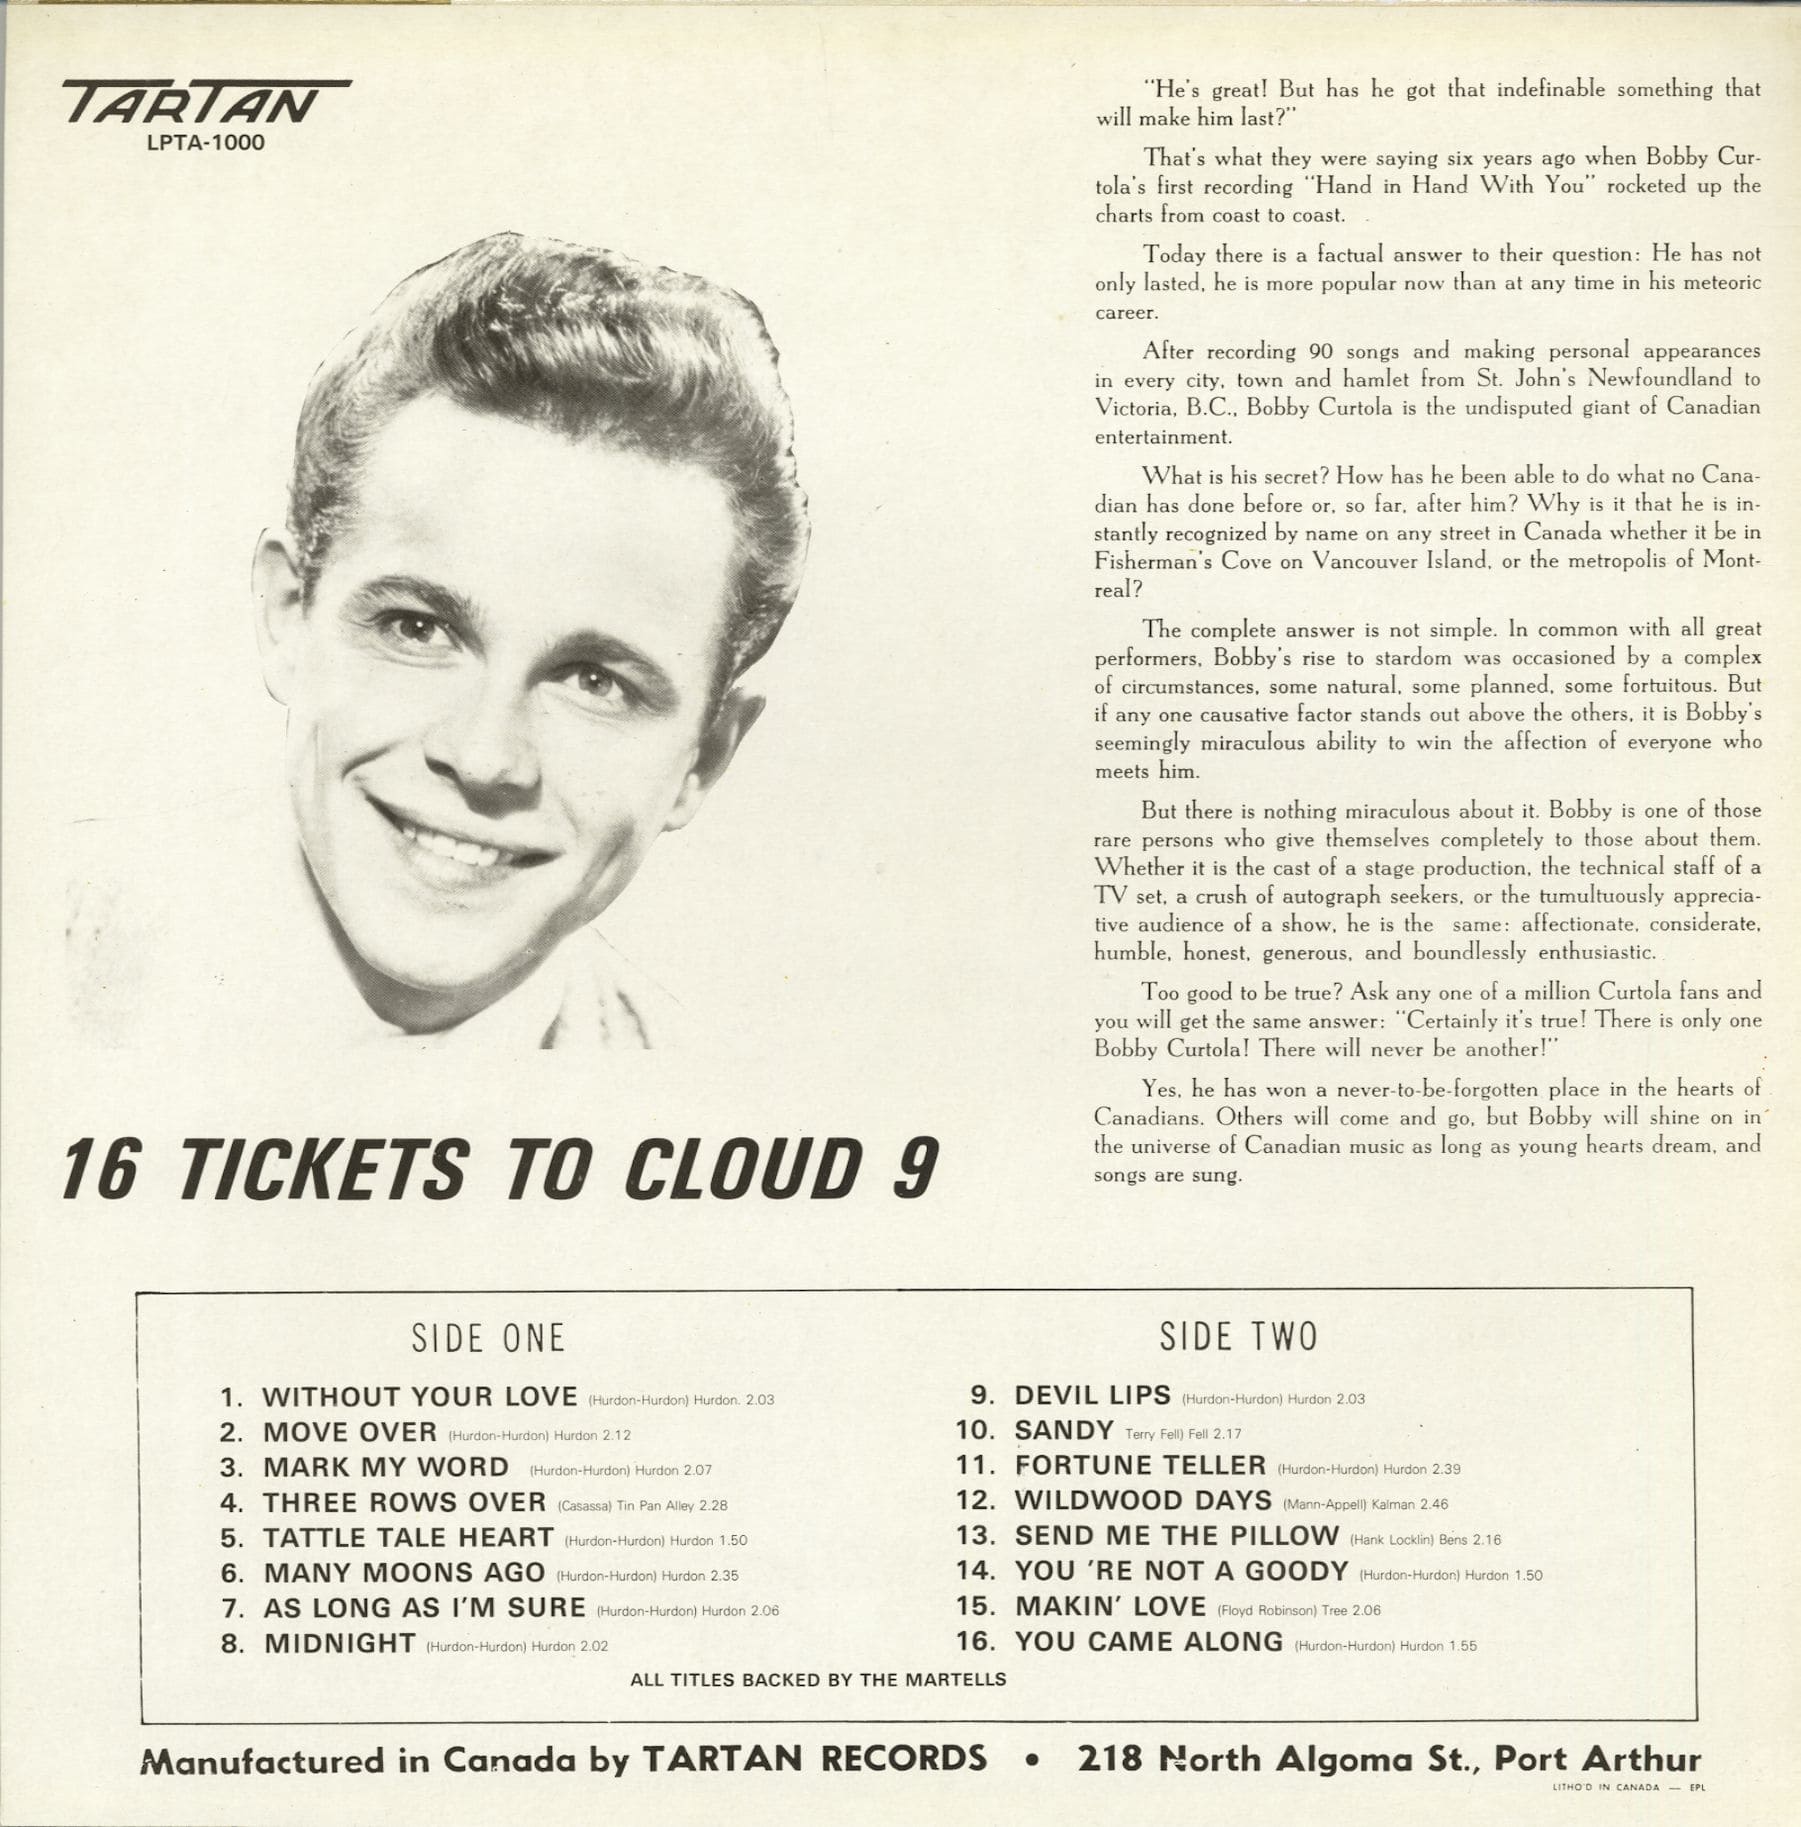 TARTAN
LPTA-1000
"He's great! But has he got that indefinable something that
will make him last?"
That's what they were saying six years ago when Bobby Cur-
tola's first recording "Hand in Hand With You" rocketed up the
charts from coast to coast.
Today there is a factual answer to their question: He has not
only lasted, he is more popular now than at any time in his meteoric
career.
After recording 90 songs and making personal appearances
in every city, town and hamlet from St. John's Newfoundland to
Victoria, B.C., Bobby Curtola is the undisputed giant of Canadian
entertainment.
What is his secret? How has he been able to do what no Cana-
dian has done before or, so far, after him? Why is it that he is in-
stantly recognized by name on any street in Canada whether it be in
Fisherman's Cove on Vancouver Island, or the metropolis of Mont-
real?
The complete answer is not simple. In common with all great
performers, Bobby's rise to stardom was occasioned by a complex
of circumstances, some natural, some planned, some fortuitous. But
if any one causative factor stands out above the others, it is Bobby's
seemingly miraculous ability to win the affection of everyone who
meets him.
But there is nothing miraculous about it. Bobby is one of those
rare persons who give themselves completely to those about them.
Whether it is the cast of a stage production, the technical staff of a
TV set, a crush of autograph seekers, or the tumultuously apprecia-
tive audience of a show, he is the same: affectionate, considerate,
humble, honest, generous, and boundlessly enthusiastic.
Too good to be true? Ask any one of a million Curtola fans and
you will get the same answer: "Certainly it's true! There is only one
Bobby Curtola! There will never be another!"
Yes, he has won a never-to-be-forgotten place in the hearts of
Canadians. Others will come and go, but Bobby will shine on in
the universe of Canadian music as long as young hearts dream, and
songs are sung.
16 TICKETS TO CLOUD 9
SIDE ONE
1. WITHOUT YOUR LOVE (Hurdon-Hurdon) Hurdon. 2.03
2. MOVE OVER (Hurdon-Hurdon) Hurdon 2.12
3. MARK MY WORD (Hurdon-Hurdon) Hurdon 2.07
4. THREE ROWS OVER (Casassa) Tin Pan Alley 2.28
5. TATTLE TALE HEART (Hurdon-Hurdon) Hurdon 1.50
6. MANY MOONS AGO (Hurdon-Hurdon) Hurdon 2.35
7. AS LONG AS I'M SURE (Hurdon-Hurdon) Hurdon 2.06
8. MIDNIGHT (Hurdon-Hurdon) Hurdon 2.02
SIDE TWO
9. DEVIL LIPS (Hurdon-Hurdon) Hurdon 2.03
10. SANDY Terry Fell) Fell 2.17
11. FORTUNE TELLER (Hurdon-Hurdon) Hurdon 2.39
12. WILDWOOD DAYS (Mann-Appell) Kalman 2.46
13. SEND ME THE PILLOW (Hank Locklin) Bens 2.16
14. YOU 'RE NOT A GOODY (Hurdon-Hurdon) Hurdon 1.50
15. MAKIN' LOVE (Floyd Robinson) Tree 2.06
16. YOU CAME ALONG (Hurdon-Hurdon) Hurdon 1.55
ALL TITLES BACKED BY THE MARTELLS
Manufactured in Canada by TARTAN RECORDS • 218 North Algoma St., Port Arthur
LITHO'D IN CANADA — EPL